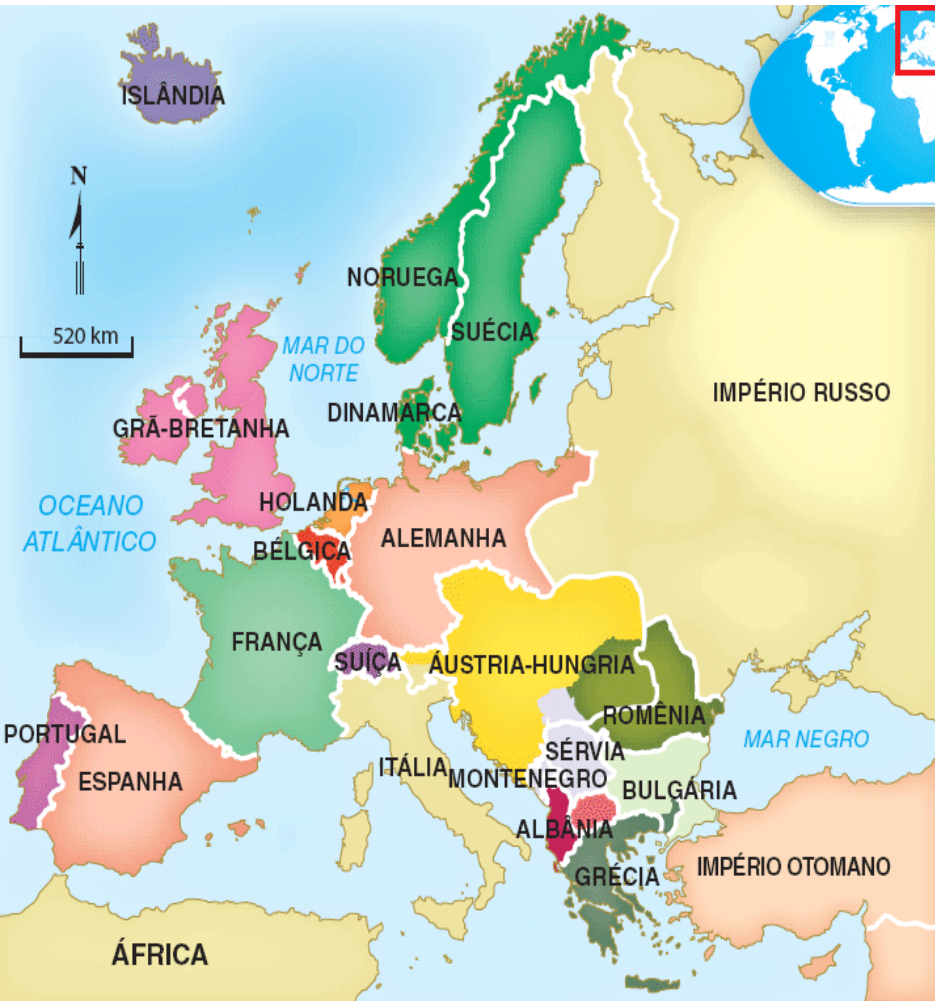 ISLÂNDIA
N
520 km
NORUEGA
SUÉCIA
MAR DO
NORTE
IMPÉRIO RUSSO
DINAMARCA
GRÃ-BRETANHA
OCEANO
ATLÂNTICO
HOLANDA
BÉLGICA
ALEMANHA
FRANÇA
SUÍÇA
ÁUSTRIA-HUNGRIA
ROMÊNIA
PORTUGAL
ESPANHA
MAR NEGRO
SÉRVIA
ITÁLIA
MONTENEGRO
BULGÁRIA
ALBÂNIA
IMPÉRIO OTOMANO
GRÉCIA
ÁFRICA